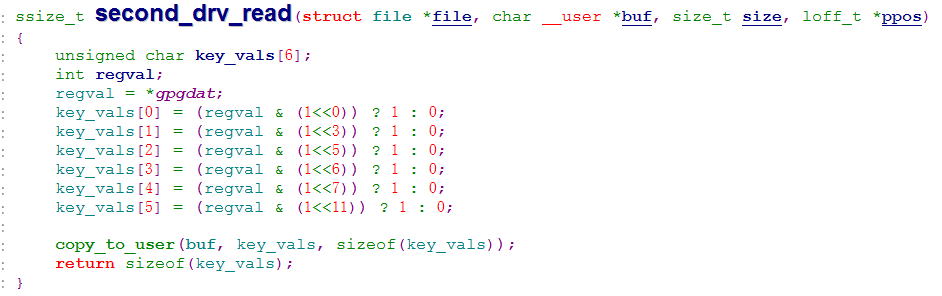 ssize_t second_drv_read(struct file *file, char __user *buf, size_t size, loff_t *ppos)
{
    unsigned char key_vals[6];
    int regval;
    regval = *gpgdat;
    key_vals[0] = (regval & (1<<0)) ? 1 : 0;
    key_vals[1] = (regval & (1<<3)) ? 1 : 0;
    key_vals[2] = (regval & (1<<5)) ? 1 : 0;
    key_vals[3] = (regval & (1<<6)) ? 1 : 0;
    key_vals[4] = (regval & (1<<7)) ? 1 : 0;
    key_vals[5] = (regval & (1<<11)) ? 1 : 0;

    copy_to_user(buf, key_vals, sizeof(key_vals));
    return sizeof(key_vals);
}